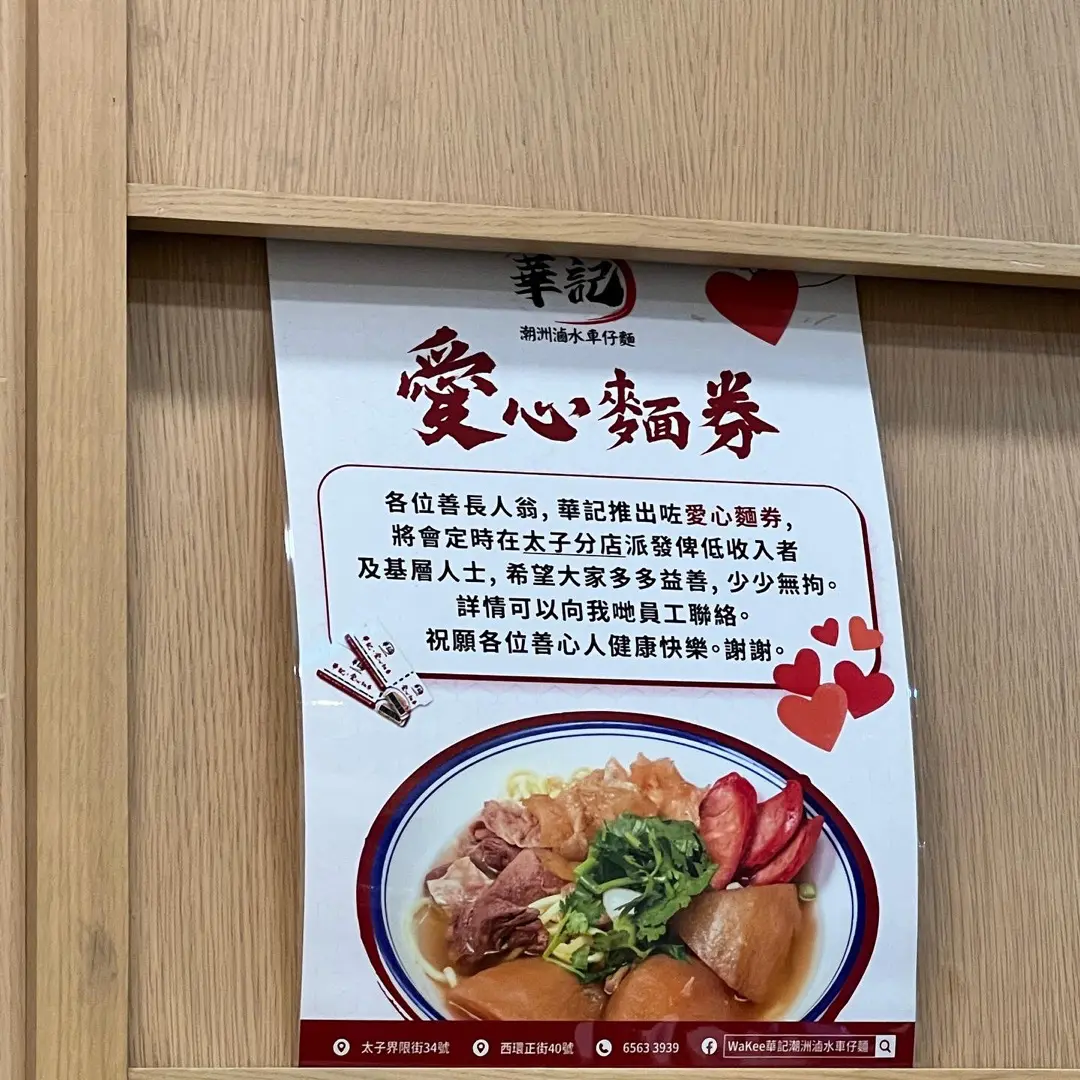 華記
潮洲滷水車仔麵
愛心麵券
各位善長人翁, 華記推出咗愛心麵券,
將會定時在太子分店派發俾低收入者
及基層人士, 希望大家多多益善, 少少無拘。
詳情可以向我哋員工聯絡。
祝願各位善心人健康快樂。謝謝。
太子界限街34號 西環正街40號 6563 3939 WaKee華記潮洲滷水車仔麵